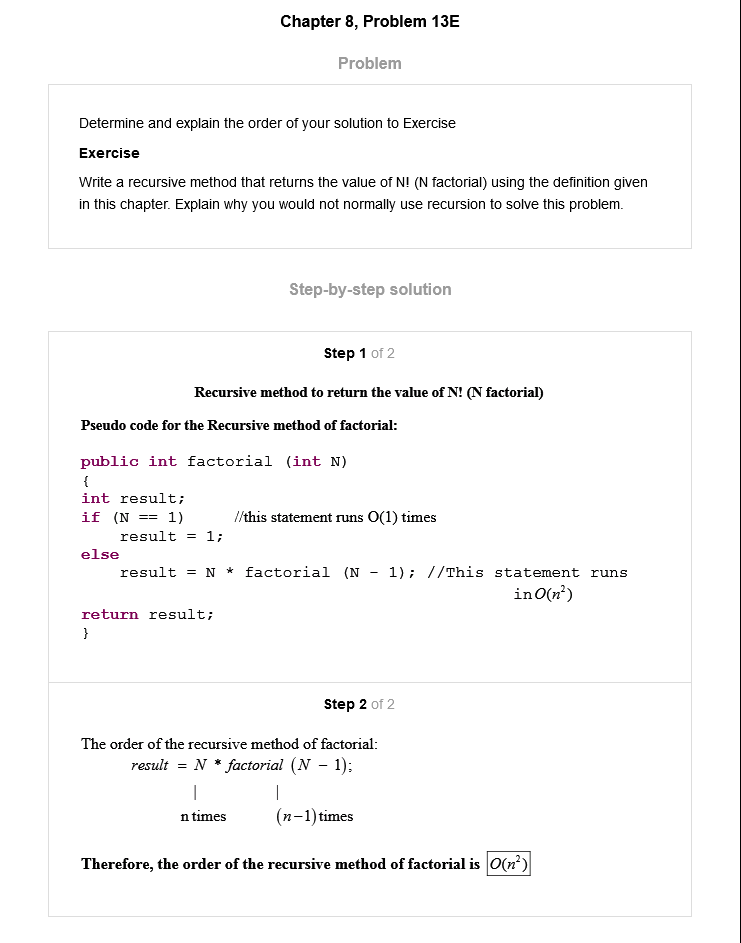 Chapter 8, Problem 13E
Problem
Determine and explain the order of your solution to Exercise
Exercise
Write a recursive method that returns the value of N! (N factorial) using the definition given
in this chapter. Explain why you would not normally use recursion to solve this problem.
Step-by-step solution
Step 1 of 2
Recursive method to return the value of N! (N factorial)
Pseudo code for the Recursive method of factorial:
public int factorial (int N)
{
int result;
if (N == 1) //this statement runs O(1) times
result = 1;
else
result = N * factorial (N - 1); //This statement runs
in O(n²)
return result;
}
Step 2 of 2
The order of the recursive method of factorial:
result = N * factorial (N − 1);
| |
n times (n−1) times
Therefore, the order of the recursive method of factorial is O(n²)